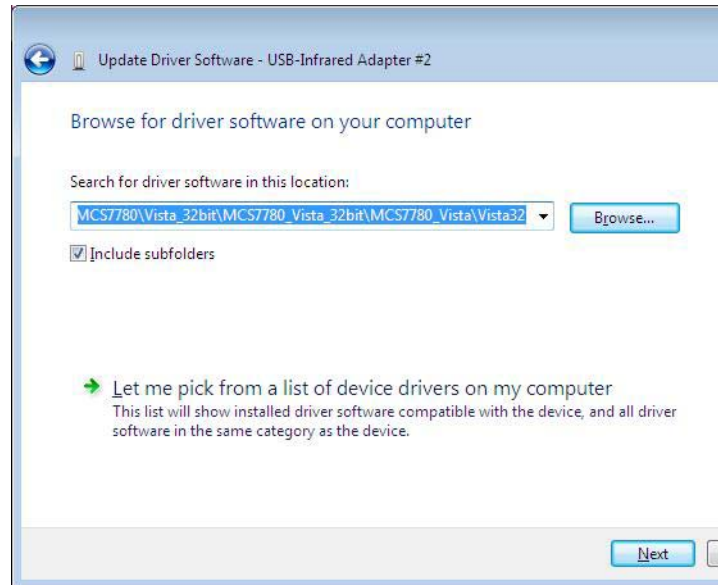 Update Driver Software - USB-Infrared Adapter #2
Browse for driver software on your computer
Search for driver software in this location:
MCS7780\Vista_32bit\MCS7780_Vista_32bit\MCS7780_Vista\Vista32
Browse...
Include subfolders
Let me pick from a list of device drivers on my computer
This list will show installed driver software compatible with the device, and all driver
software in the same category as the device.
Next